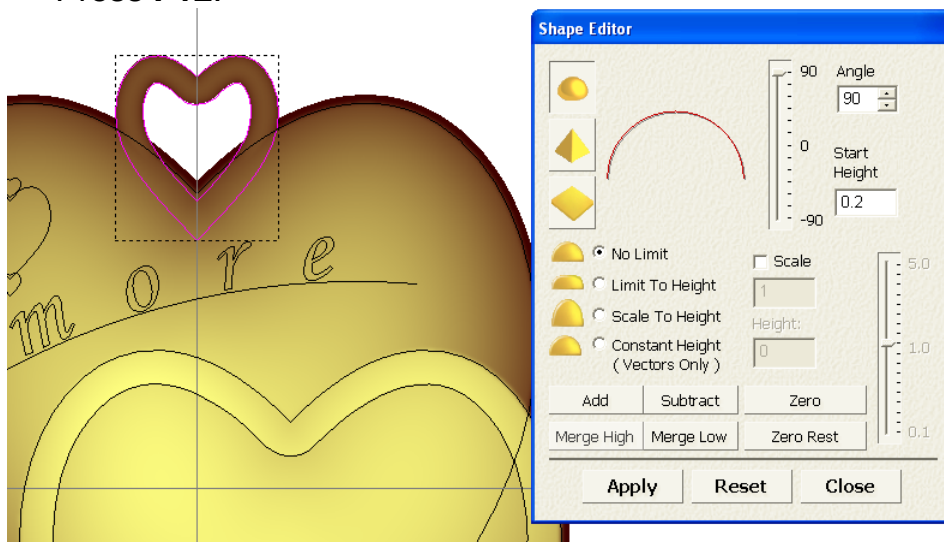 Shape Editor
90
Angle
90
0
Start
Height
0.2
-90
No Limit
Scale
5.0
Limit To Height
1
Scale To Height
Height:
Constant Height
0
1.0
( Vectors Only )
Add Subtract Zero
Merge High Merge Low Zero Rest
0.1
Apply Reset Close
more